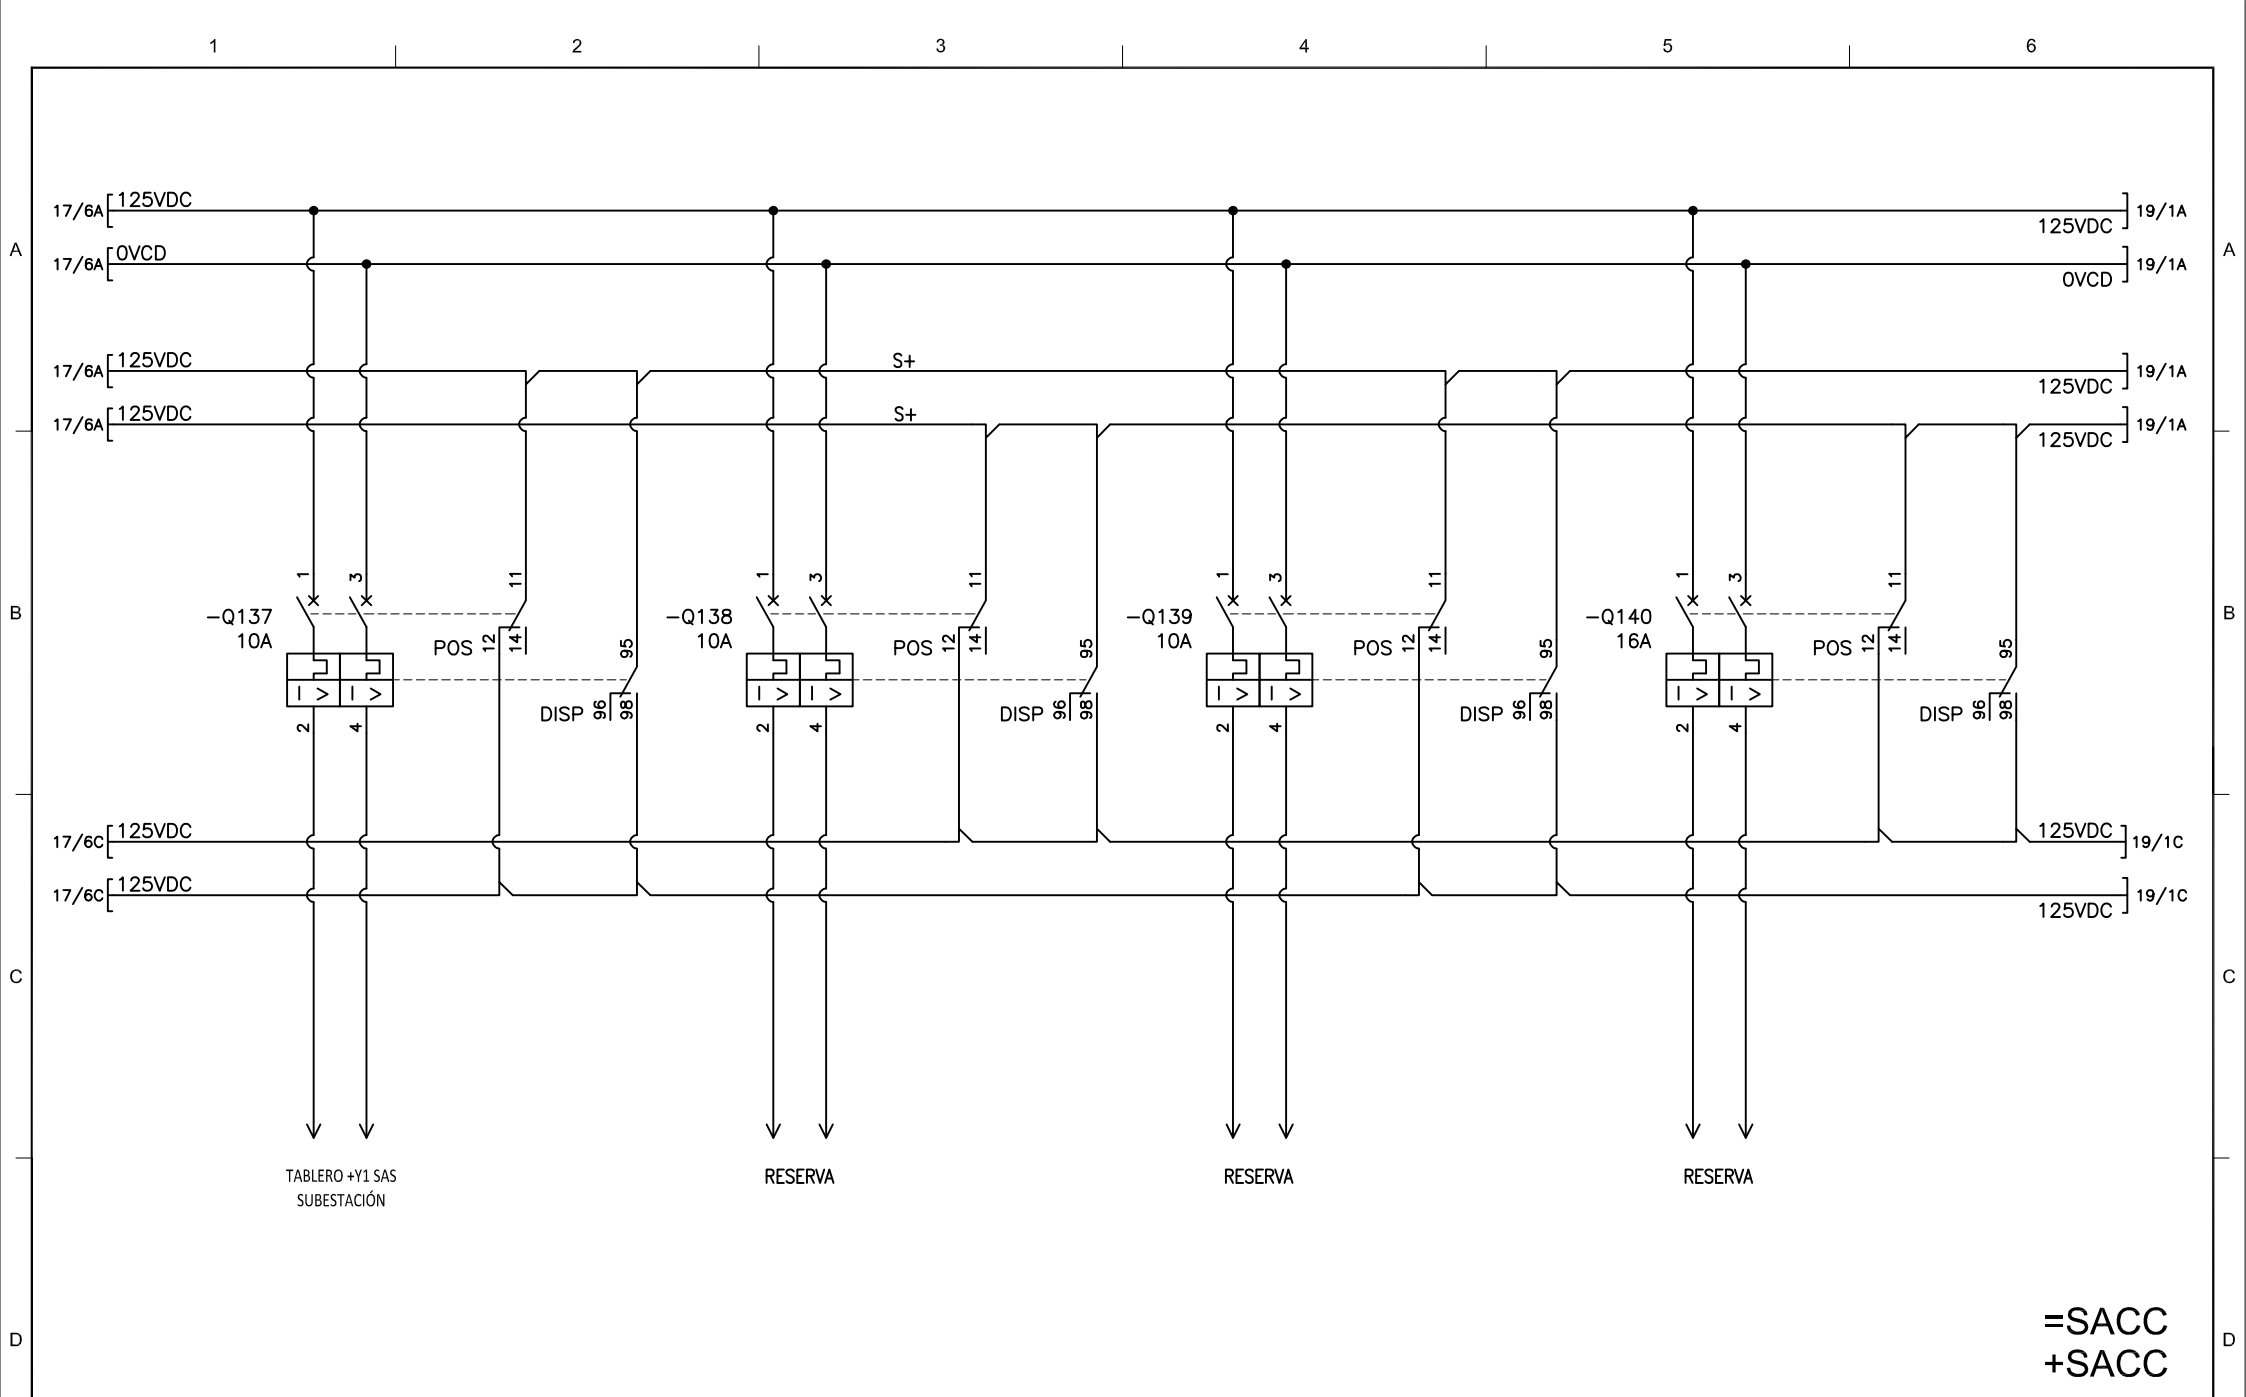 1 2 3 4 5 6
17/6A 125VDC 125VDC 19/1A
A A
17/6A 0VCD 0VCD 19/1A
17/6A 125VDC S+ 125VDC 19/1A
17/6A 125VDC S+ 125VDC 19/1A
B B
1 3 11 1 3 11 1 3 11 1 3 11
-Q137 -Q138 -Q139 -Q140
10A 10A 10A 16A
POS 12 14 95 POS 12 14 95 POS 12 14 95 POS 12 14 95
I > I > I > I > I > I > I > I >
DISP 96 98 DISP 96 98 DISP 96 98 DISP 96 98
2 4 2 4 2 4 2 4
17/6C 125VDC 125VDC 19/1C
17/6C 125VDC 125VDC 19/1C
C C
TABLERO +Y1 SAS RESERVA RESERVA RESERVA
SUBESTACIÓN
D D
=SACC
+SACC